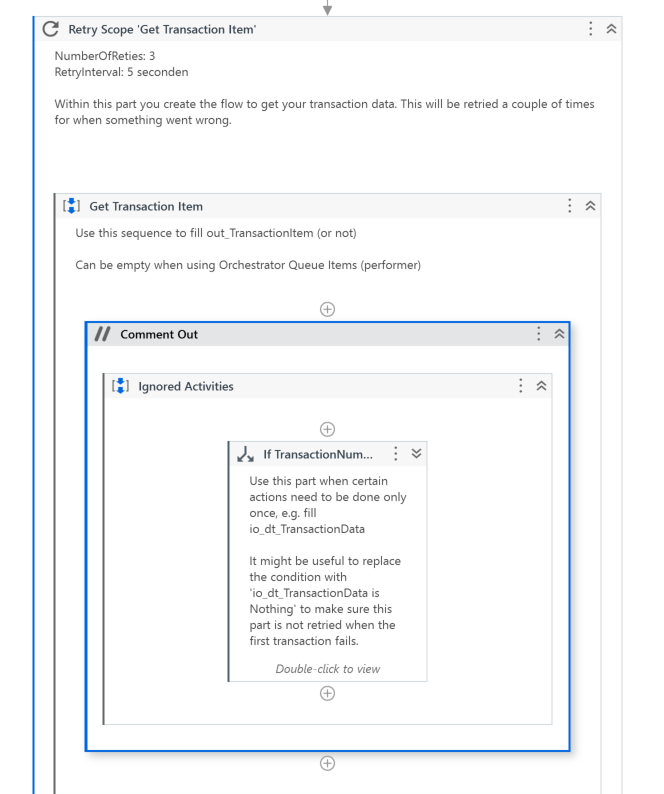 Retry Scope 'Get Transaction Item'
NumberOfReties: 3
RetryInterval: 5 seconden
Within this part you create the flow to get your transaction data. This will be retried a couple of times
for when something went wrong.
Get Transaction Item
Use this sequence to fill out_TransactionItem (or not)
Can be empty when using Orchestrator Queue Items (performer)
Comment Out
Ignored Activities
If TransactionNum...
Use this part when certain
actions need to be done only
once, e.g. fill
io_dt_TransactionData
It might be useful to replace
the condition with
'io_dt_TransactionData is
Nothing' to make sure this
part is not retried when the
first transaction fails.
Double-click to view